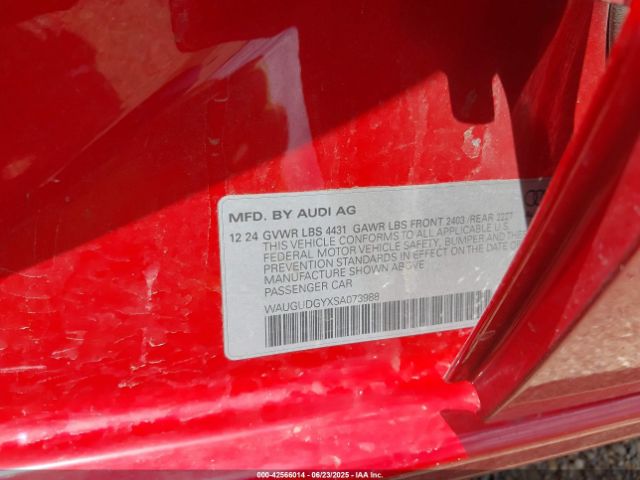 MFD. BY AUDI AG
12 24 GVWR LBS 4431 GAWR LBS FRONT 2403 /REAR 2227
THIS VEHICLE CONFORMS TO ALL APPLICABLE U.S.
FEDERAL MOTOR VEHICLE SAFETY, BUMPER AND THEFT
PREVENTION STANDARDS IN EFFECT ON THE DATE OF
MANUFACTURE SHOWN ABOVE
PASSENGER CAR
WAUGUDGYXSA073988
000-42566014 - 06/23/2025 - IAA Inc.